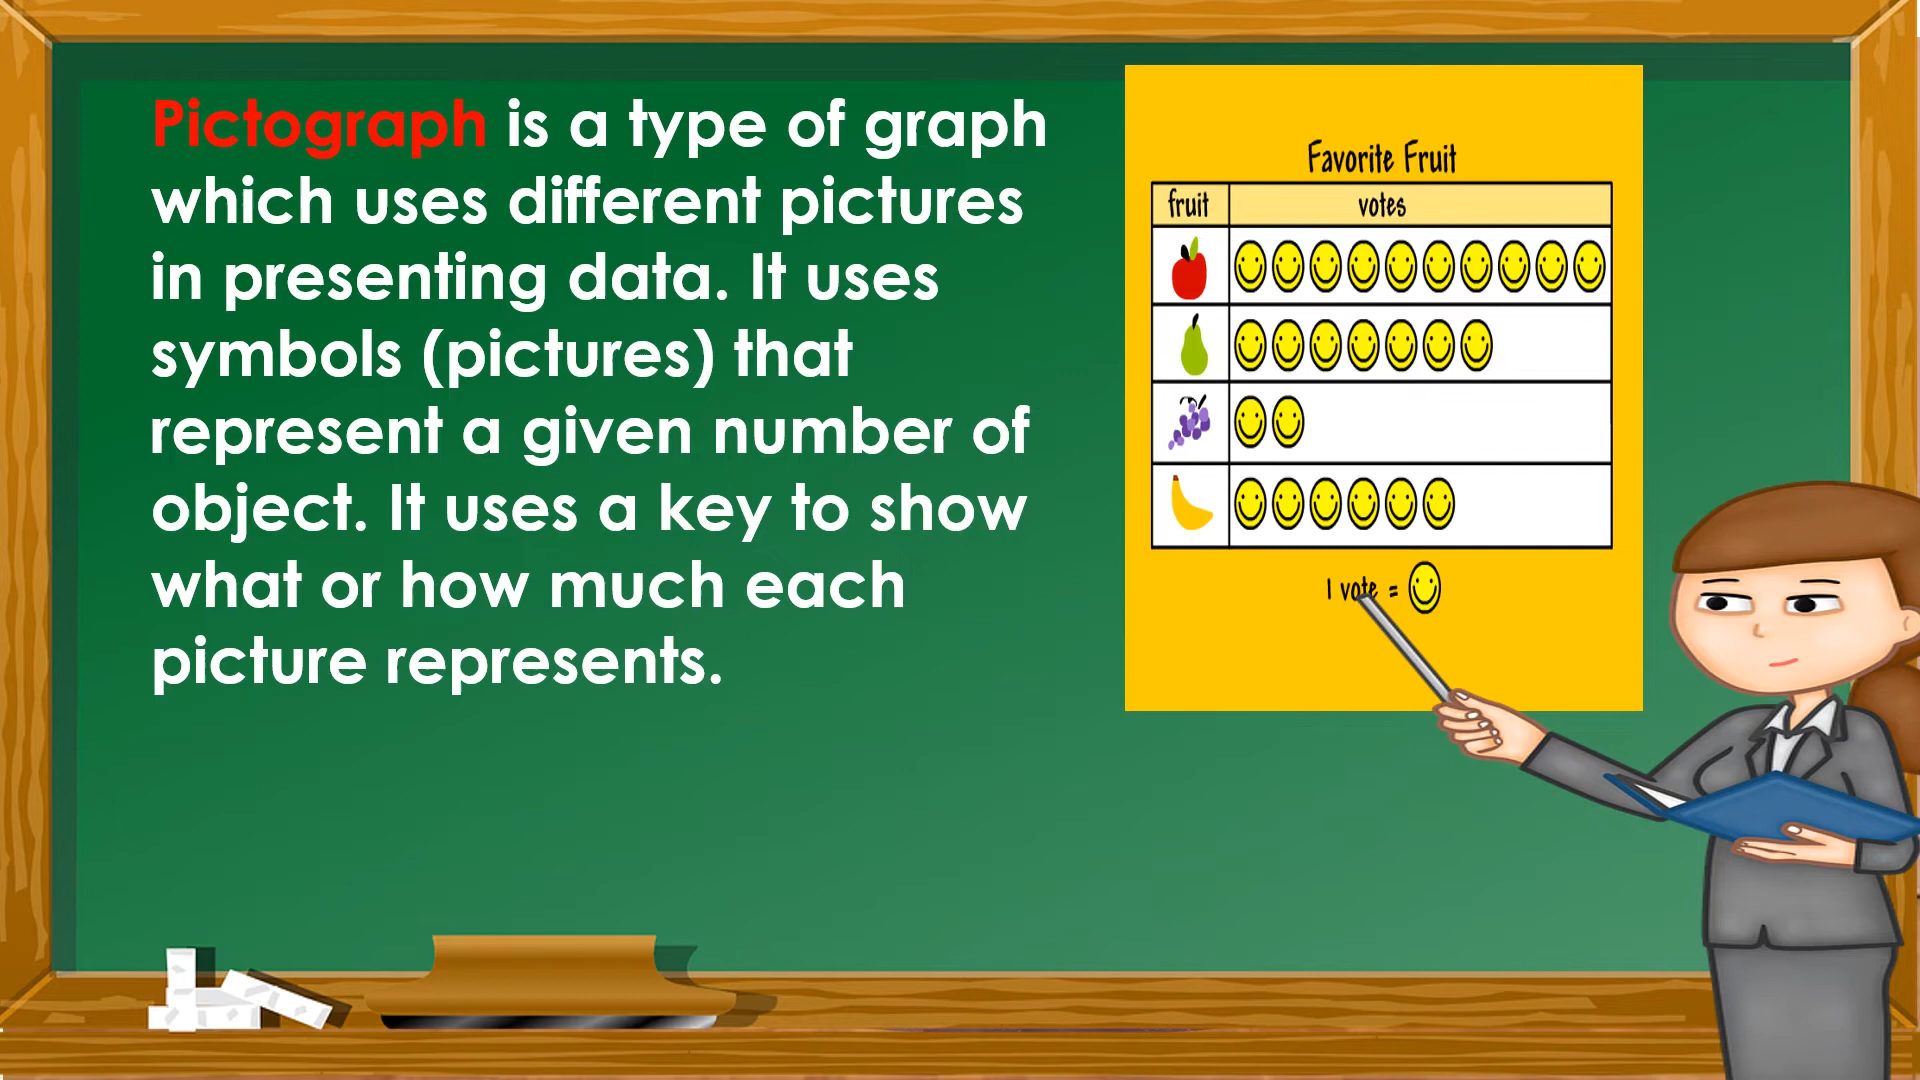 Pictograph is a type of graph
which uses different pictures
in presenting data. It uses
symbols (pictures) that
represent a given number of
object. It uses a key to show
what or how much each
picture represents.
Favorite Fruit
fruit votes
1 vote =